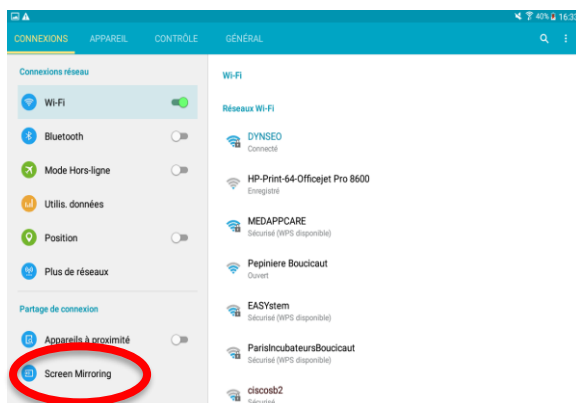 40% 16:33
CONNEXIONS APPAREIL CONTRÔLE GÉNÉRAL
Connexions réseau
Wi-Fi
Bluetooth
Mode Hors-ligne
Utilis. données
Position
Plus de réseaux
Partage de connexion
Appareils à proximité
Screen Mirroring
Wi-Fi
Réseaux Wi-Fi
DYNSEO
Connecté
HP-Print-64-Officejet Pro 8600
Enregistré
MEDAPPCARE
Sécurisé (WPS disponible)
Pepiniere Boucicaut
Ouvert
EASYstem
Sécurisé (WPS disponible)
ParisIncubateursBoucicaut
Sécurisé (WPS disponible)
ciscosb2
Sécurisé